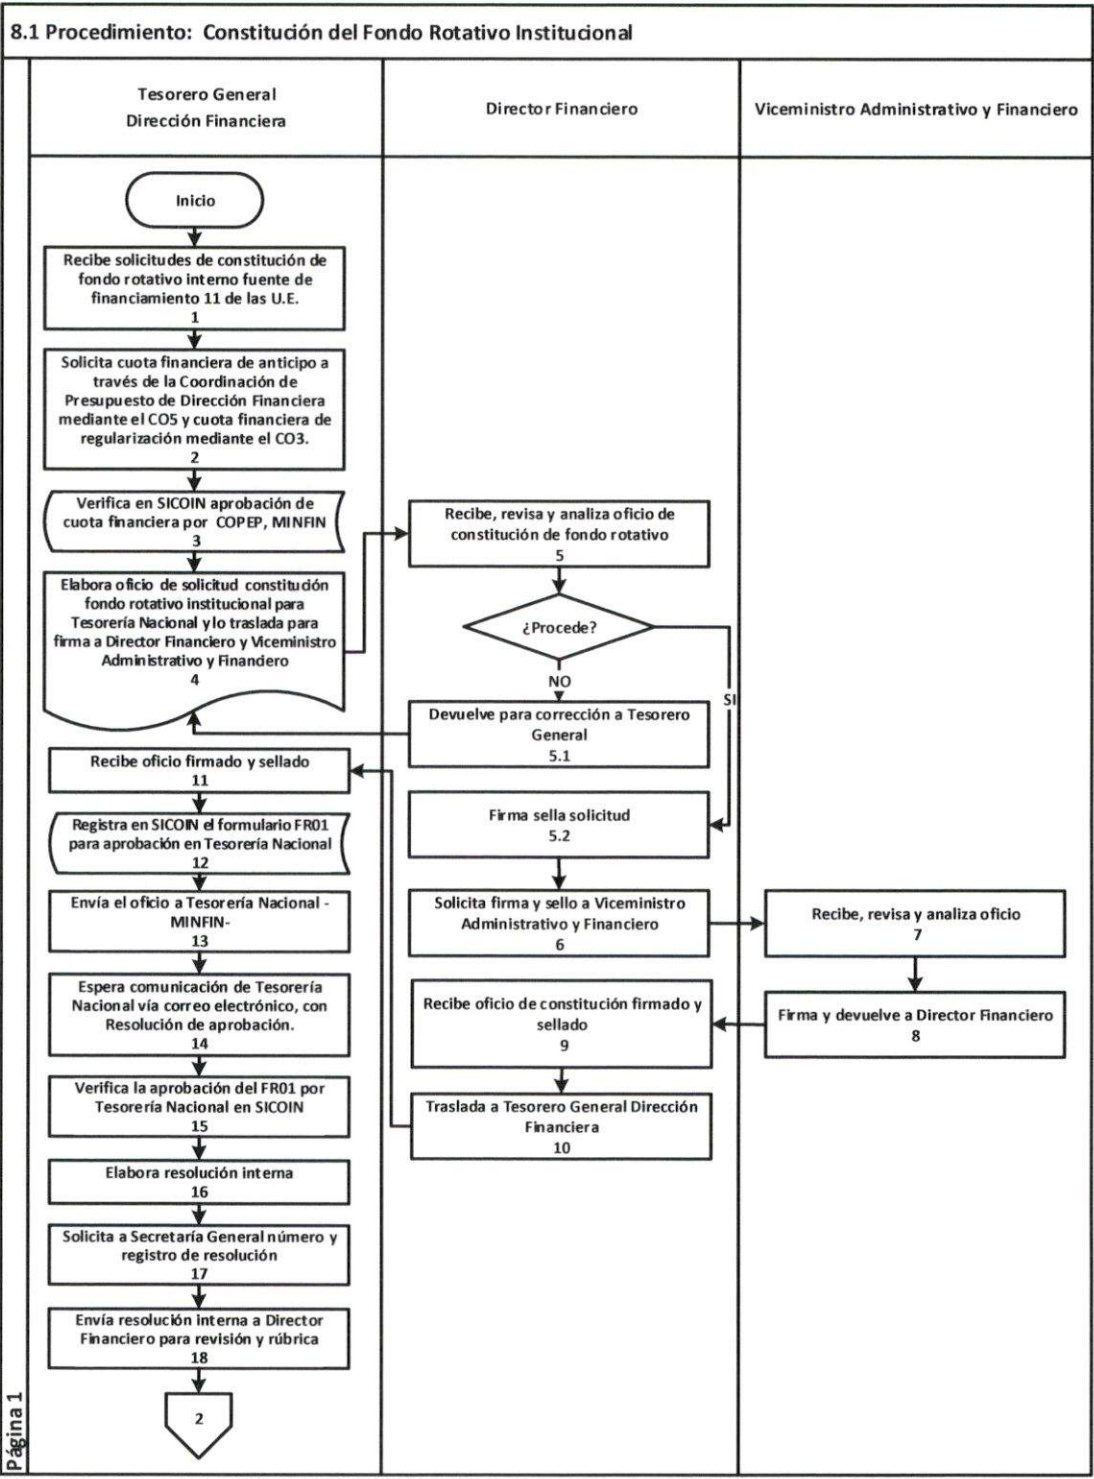 8.1 Procedimiento: Constitución del Fondo Rotativo Institucional
Tesorero General
Dirección Financiera
Director Financiero
Viceministro Administrativo y Financiero
Inicio
Recibe solicitudes de constitución de
fondo rotativo interno fuente de
financiamiento 11 de las U.E.
1
Solicita cuota financiera de anticipo a
través de la Coordinación de
Presupuesto de Dirección Financiera
mediante el CO5 y cuota financiera de
regularización mediante el CO3.
2
Verifica en SICOIN aprobación de
cuota financiera por COPEP, MINFIN
3
Elabora oficio de solicitud constitución
fondo rotativo institucional para
Tesorería Nacional y lo traslada para
firma a Director Financiero y Viceministro
Administrativo y Financiero
4
Recibe, revisa y analiza oficio de
constitución de fondo rotativo
5
¿Procede?
NO
SI
Devuelve para corrección a Tesorero
General
5.1
Firma sella solicitud
5.2
Solicita firma y sello a Viceministro
Administrativo y Financiero
6
Recibe, revisa y analiza oficio
7
Firma y devuelve a Director Financiero
8
Recibe oficio de constitución firmado y
sellado
9
Traslada a Tesorero General Dirección
Financiera
10
Recibe oficio firmado y sellado
11
Registra en SICOIN el formulario FR01
para aprobación en Tesorería Nacional
12
Envía el oficio a Tesorería Nacional -
MINFIN-
13
Espera comunicación de Tesorería
Nacional vía correo electrónico, con
Resolución de aprobación.
14
Verifica la aprobación del FR01 por
Tesorería Nacional en SICOIN
15
Elabora resolución interna
16
Solicita a Secretaría General número y
registro de resolución
17
Envía resolución interna a Director
Financiero para revisión y rúbrica
18
2
Página 1